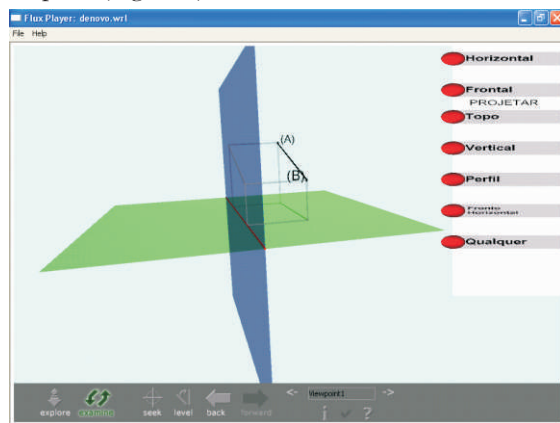 Flux Player: denovo.wrl
File Help
Horizontal
Frontal
PROJETAR
Topo
Vertical
Perfil
Fronto
Horizontal
Qualquer
(A)
(B)
explore examine seek level back forward <- Viewpoint1 ->
i ?